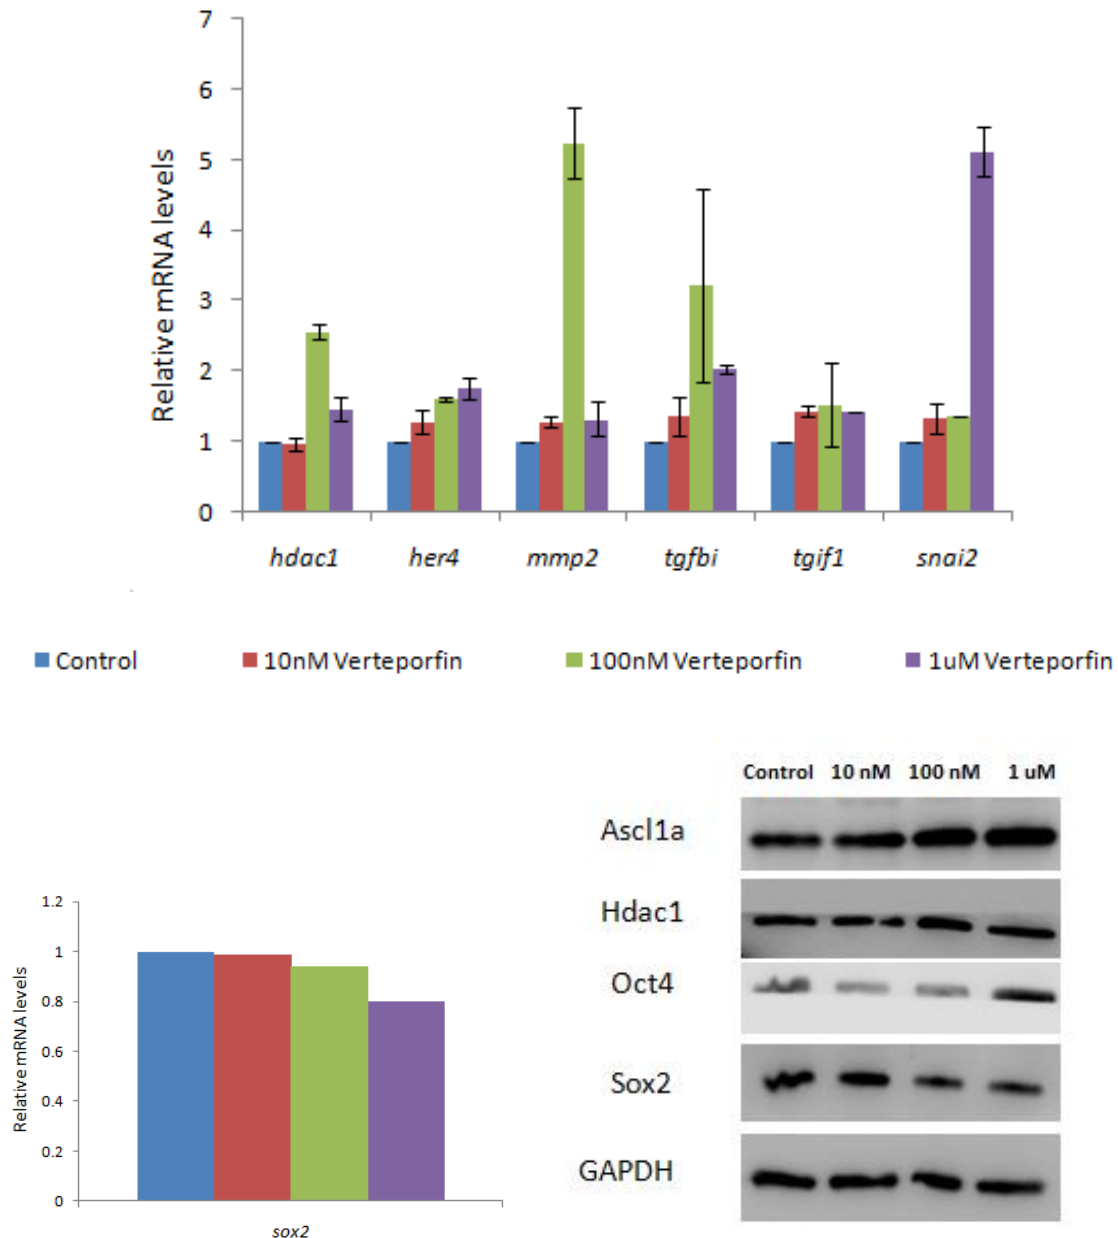 7
6
5
4
3
2
1
0
Relative mRNA levels
hdac1 her4 mmp2 tgfbi tgif1 snai2
Control 10nM Verteporfin 100nM Verteporfin 1uM Verteporfin
1.2
1
0.8
0.6
0.4
0.2
0
Relative mRNA levels
sox2
Control 10 nM 100 nM 1 uM
Ascl1a
Hdac1
Oct4
Sox2
GAPDH